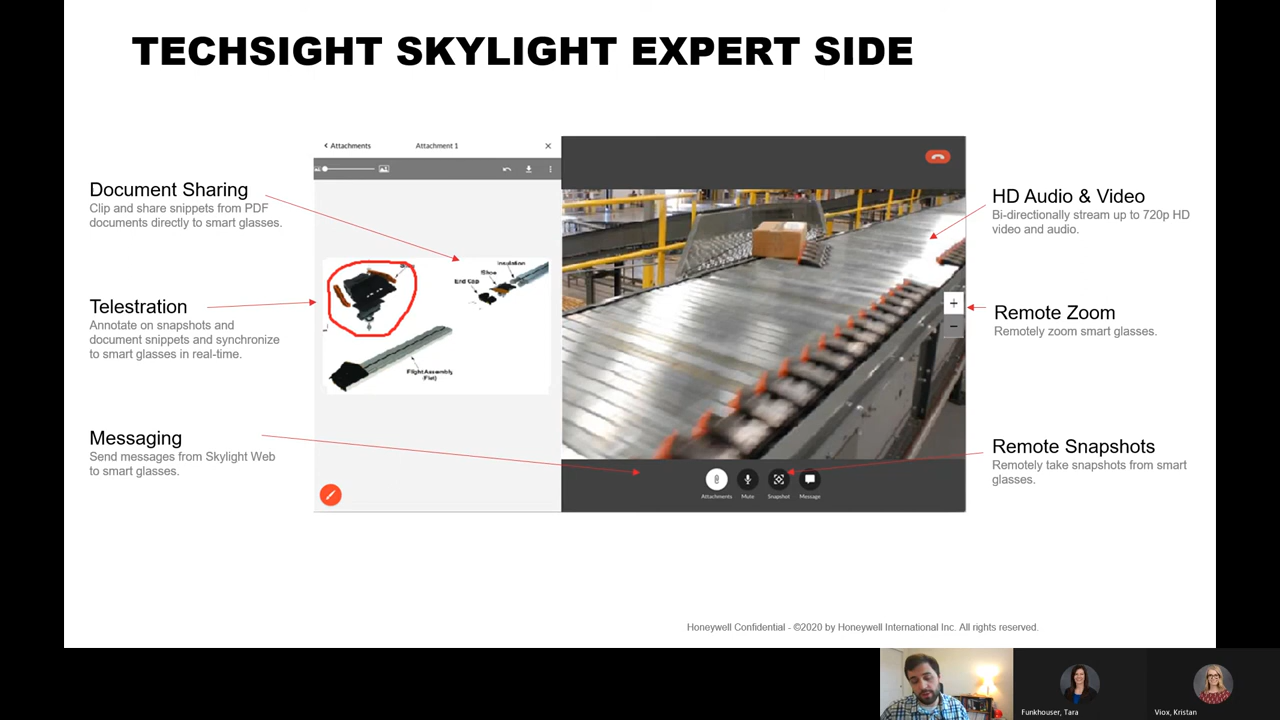 TECHSIGHT SKYLIGHT EXPERT SIDE
Document Sharing
Clip and share snippets from PDF
documents directly to smart glasses.
Telestration
Annotate on snapshots and
document snippets and synchronize
to smart glasses in real-time.
Messaging
Send messages from Skylight Web
to smart glasses.
Attachments
Attachment 1
Insulation
Shoe
End Cap
Flight Assembly
(Flat)
Attachments
Mute
Snapshot
Message
HD Audio & Video
Bi-directionally stream up to 720p HD
video and audio.
Remote Zoom
Remotely zoom smart glasses.
Remote Snapshots
Remotely take snapshots from smart
glasses.
Honeywell Confidential - ©2020 by Honeywell International Inc. All rights reserved.
Funkhouser, Tara
Viox, Kristan